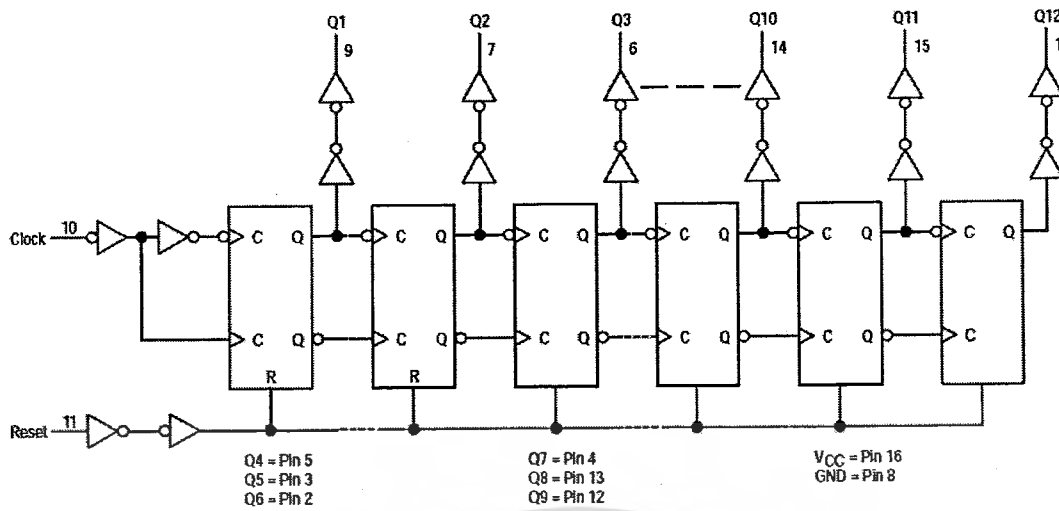 Q1 Q2 Q3 Q10 Q11 Q12
9 7 6 14 15 1
Clock 10 C Q C Q C Q C Q C Q C Q
C Q C Q C Q C Q C Q C
R R
Reset 11
Q4 = Pin 5
Q5 = Pin 3
Q6 = Pin 2
Q7 = Pin 4
Q8 = Pin 13
Q9 = Pin 12
VCC = Pin 16
GND = Pin 8